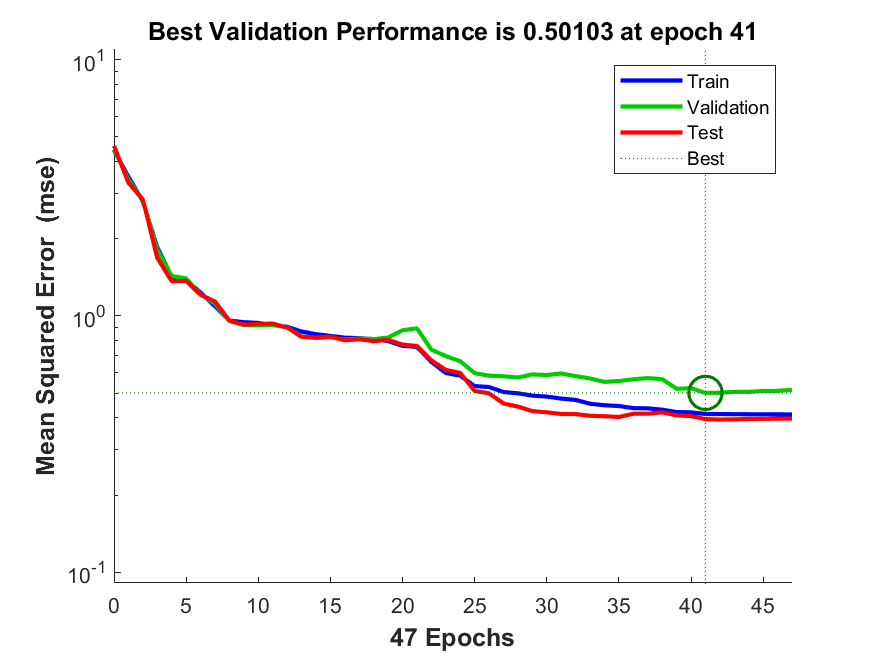 Best Validation Performance is 0.50103 at epoch 41
Mean Squared Error  (mse)
10^1
10^0
10^-1
Train
Validation
Test
Best
0 5 10 15 20 25 30 35 40 45
47 Epochs